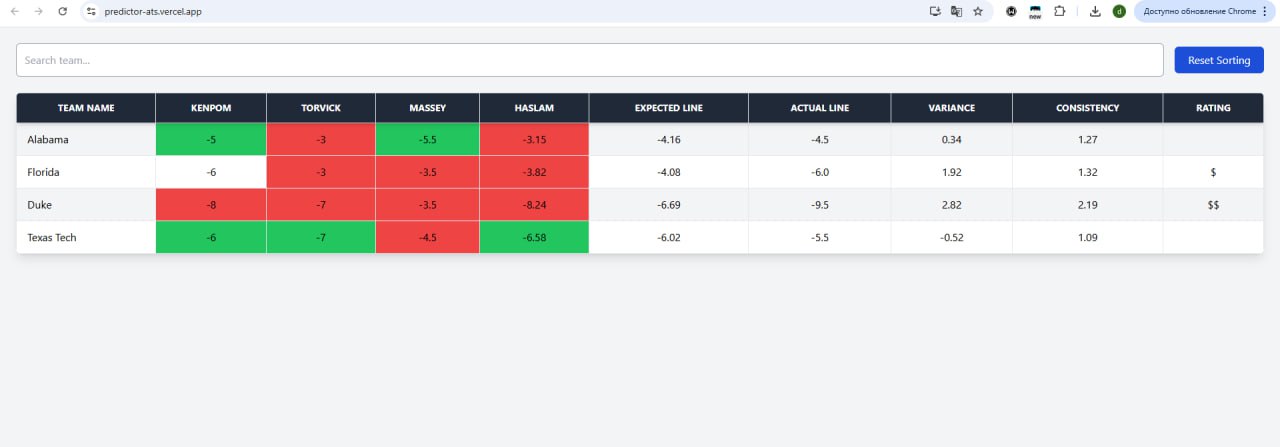 predictor-ats.vercel.app
new
d
Доступно обновление Chrome
Search team...
Reset Sorting
TEAM NAME KENPOM TORVICK MASSEY HASLAM EXPECTED LINE ACTUAL LINE VARIANCE CONSISTENCY RATING
Alabama -5 -3 -5.5 -3.15 -4.16 -4.5 0.34 1.27
Florida -6 -3 -3.5 -3.82 -4.08 -6.0 1.92 1.32 $
Duke -8 -7 -3.5 -8.24 -6.69 -9.5 2.82 2.19 $$
Texas Tech -6 -7 -4.5 -6.58 -6.02 -5.5 -0.52 1.09